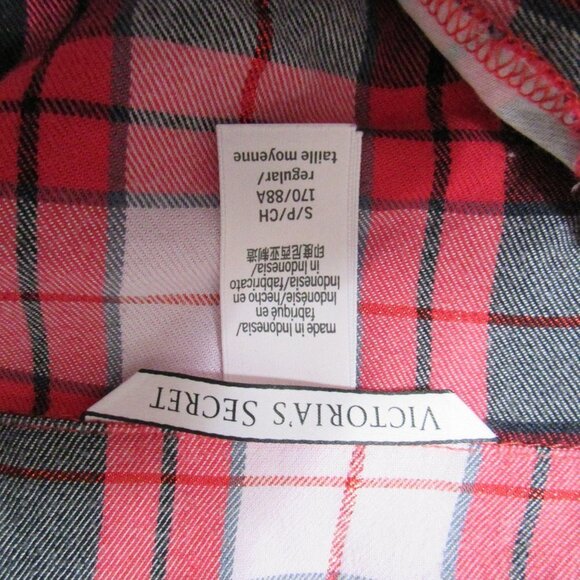 VICTORIA'S SECRET
made in Indonesia/
fabriqué en
Indonésie/hecho en
Indonesia/fabbricato
in Indonesia/
印度尼西亚制造
S/P/CH
170/88A
regular/
taille moyenne